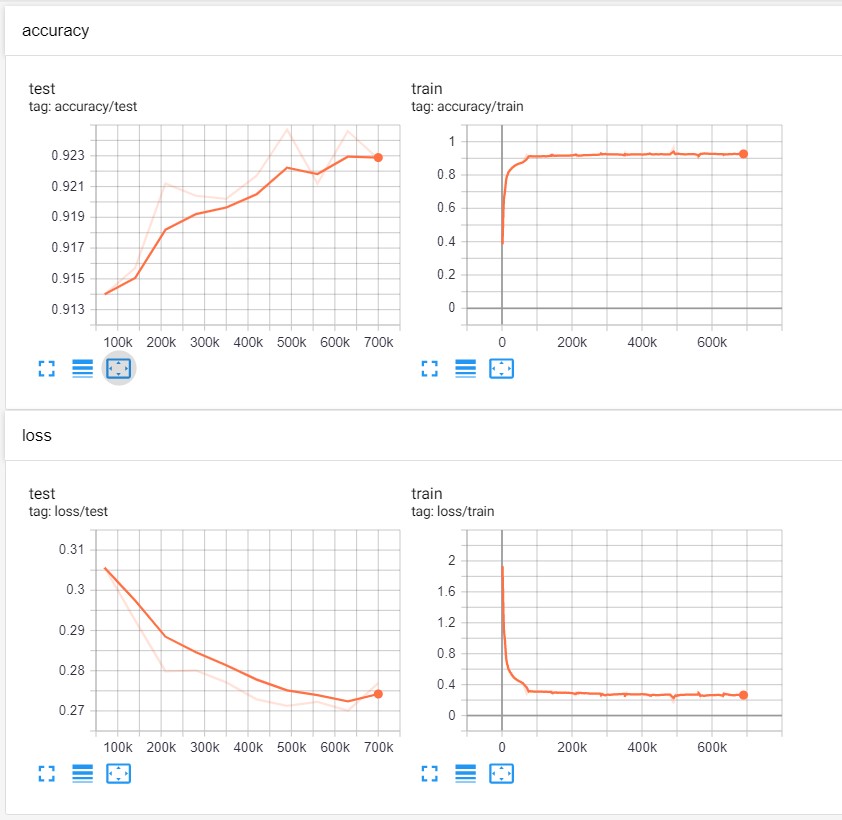 accuracy
test
tag: accuracy/test
0.923
0.921
0.919
0.917
0.915
0.913
100k 200k 300k 400k 500k 600k 700k
train
tag: accuracy/train
1
0.8
0.6
0.4
0.2
0
0 200k 400k 600k
loss
test
tag: loss/test
0.31
0.3
0.29
0.28
0.27
100k 200k 300k 400k 500k 600k 700k
train
tag: loss/train
2
1.6
1.2
0.8
0.4
0
0 200k 400k 600k